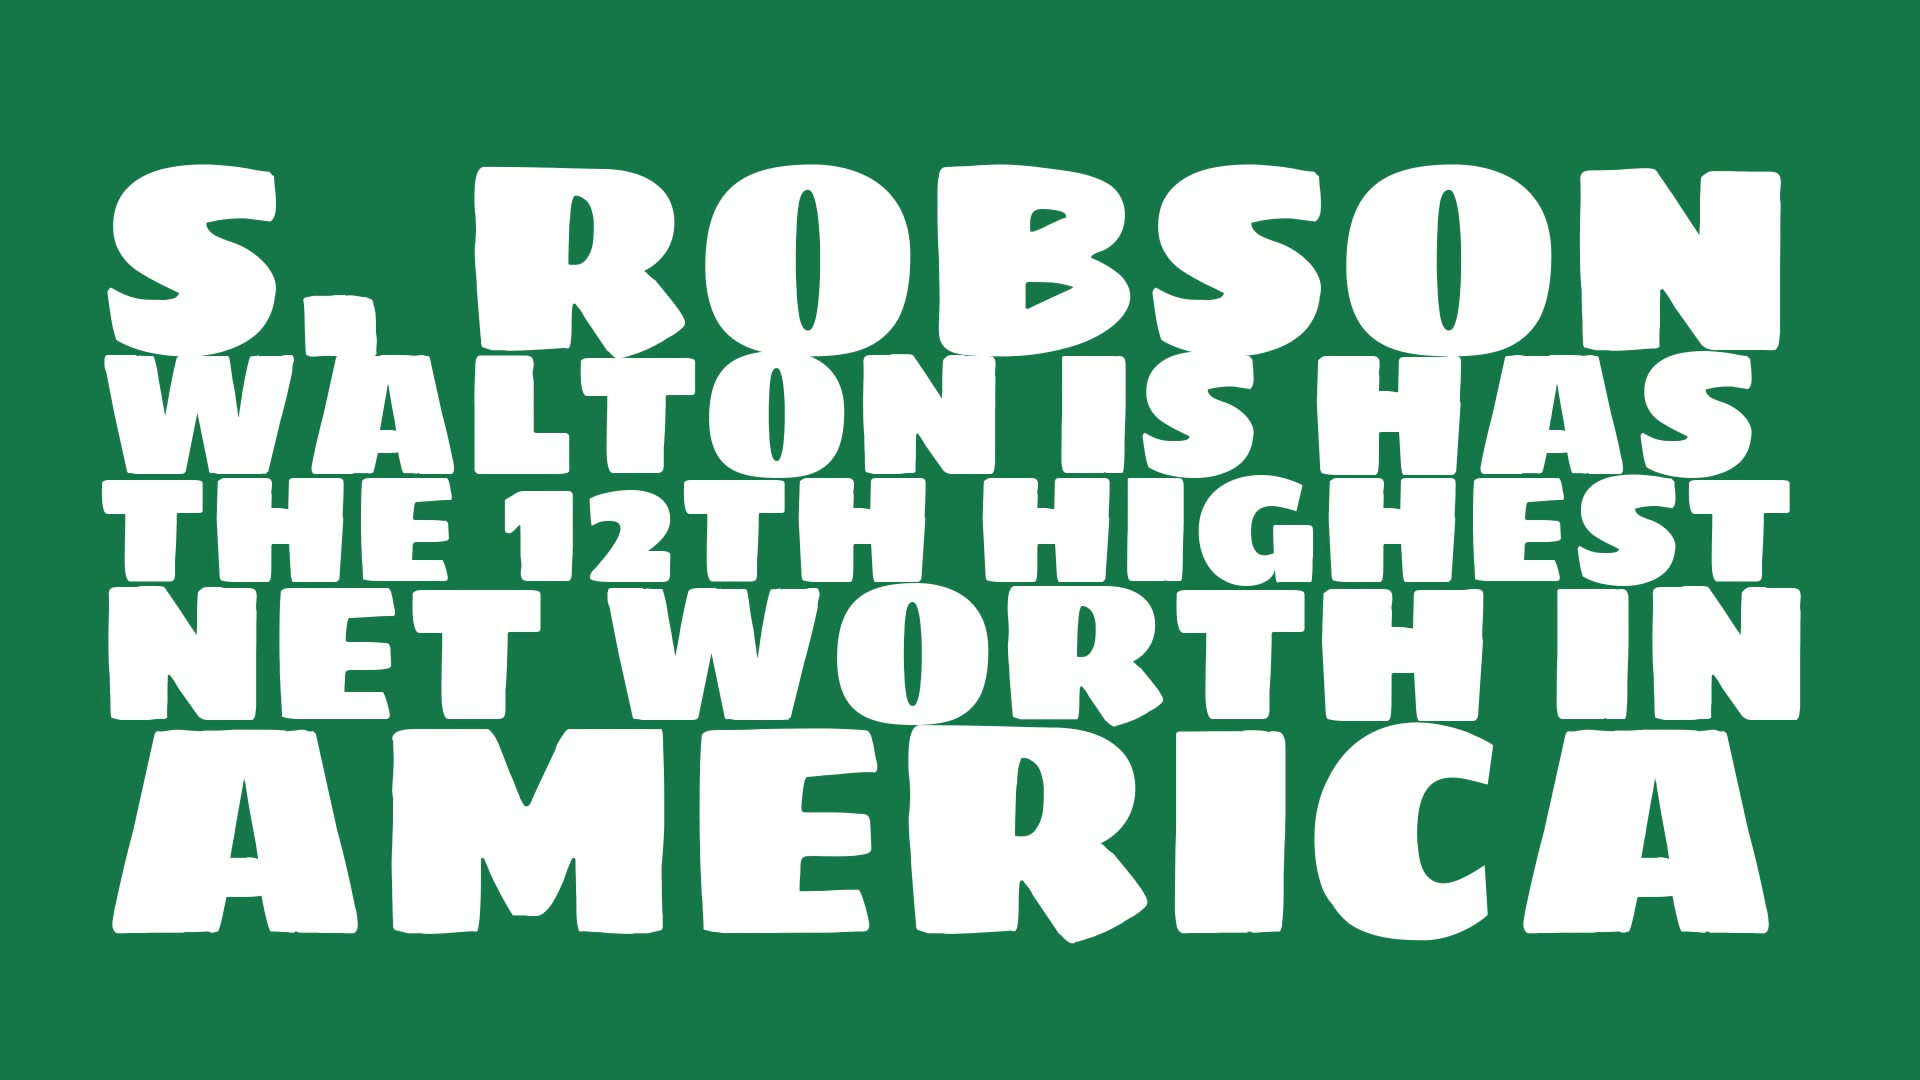 S. ROBSON
WALTON IS HAS
THE 12TH HIGHEST
NET WORTH IN
AMERICA